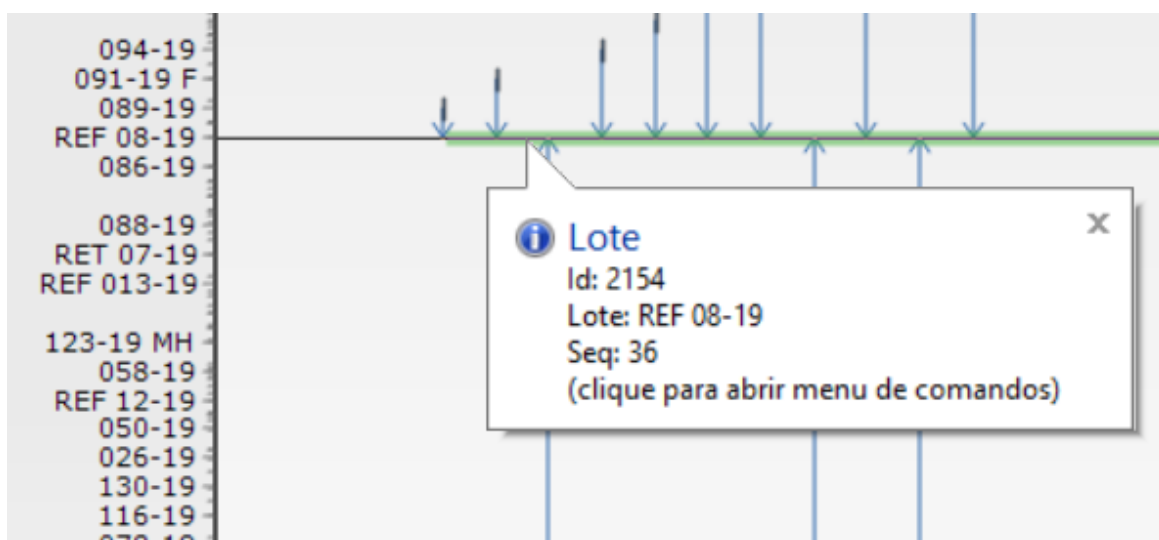 094-19
091-19 F
089-19
REF 08-19
086-19
088-19
RET 07-19
REF 013-19
123-19 MH
058-19
REF 12-19
050-19
026-19
130-19
116-19
Lote
Id: 2154
Lote: REF 08-19
Seq: 36
(clique para abrir menu de comandos)